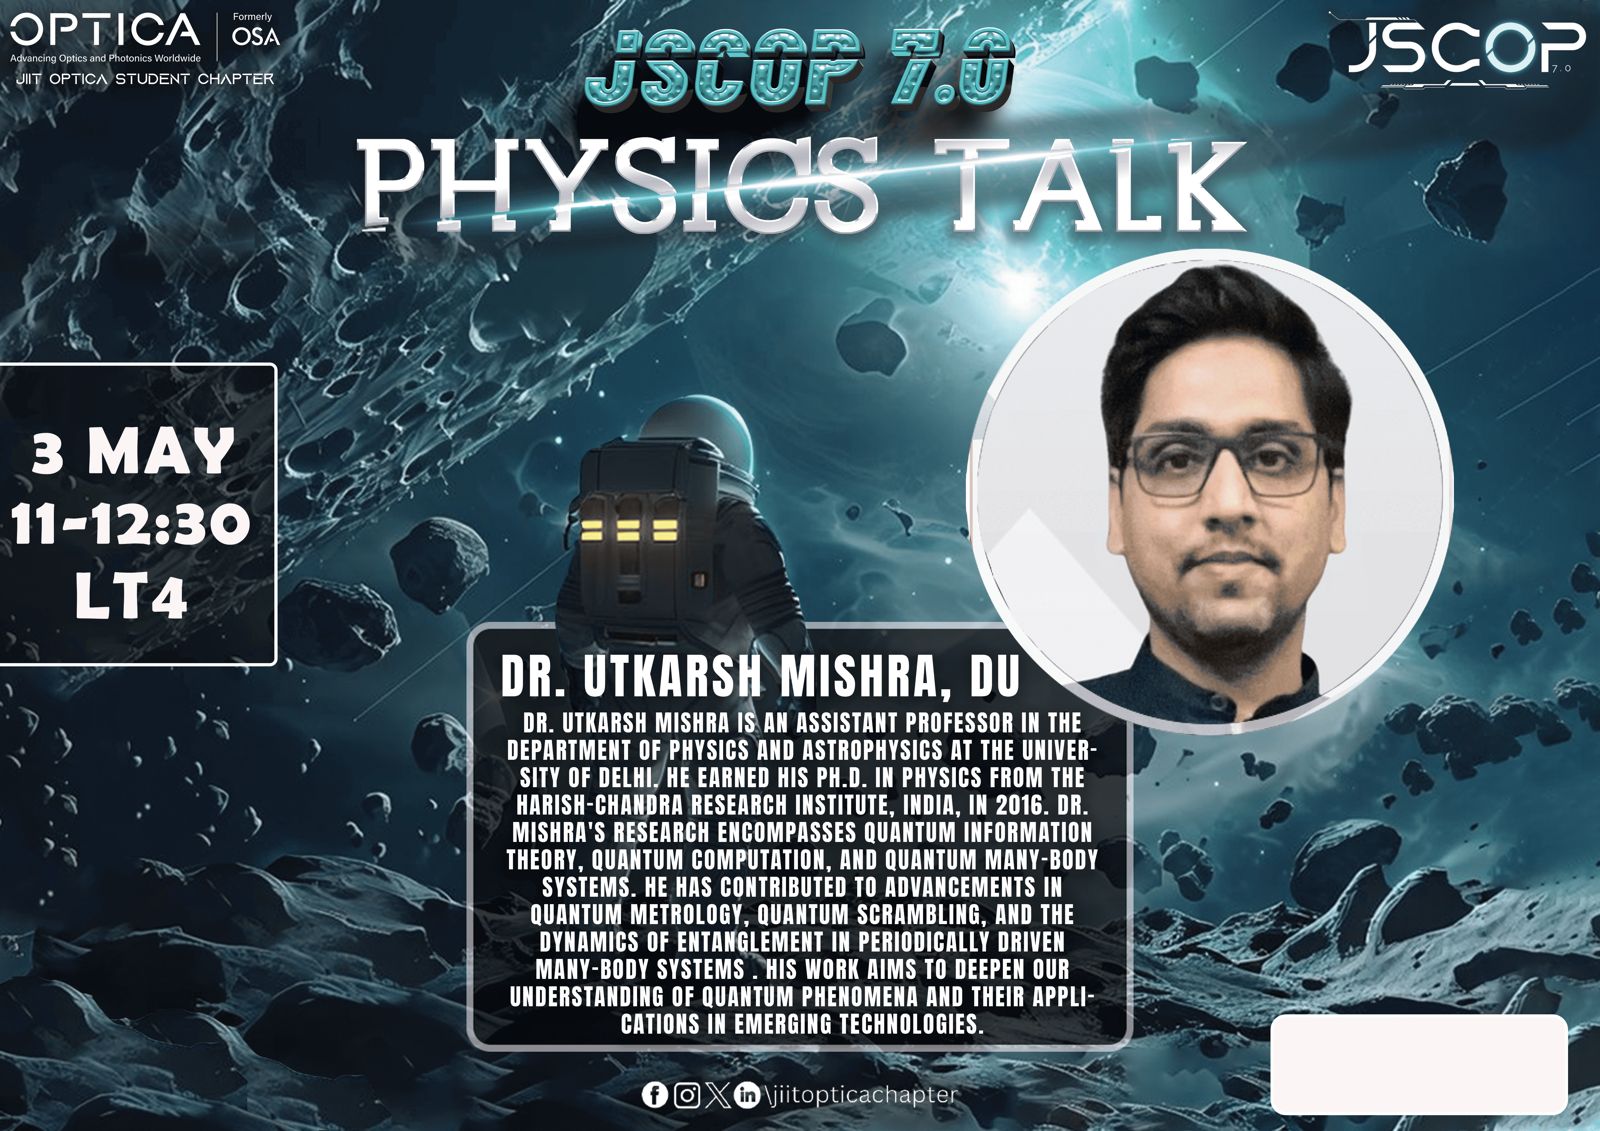 OPTICA
Formerly
OSA
Advancing Optics and Photonics Worldwide
JIIT OPTICA STUDENT CHAPTER
JSCOP 7.0
JSCOP
7.0
PHYSICS TALK
3 MAY
11-12:30
LT4
DR. UTKARSH MISHRA, DU
DR. UTKARSH MISHRA IS AN ASSISTANT PROFESSOR IN THE
DEPARTMENT OF PHYSICS AND ASTROPHYSICS AT THE UNIVER-
SITY OF DELHI. HE EARNED HIS PH.D. IN PHYSICS FROM THE
HARISH-CHANDRA RESEARCH INSTITUTE, INDIA, IN 2016. DR.
MISHRA'S RESEARCH ENCOMPASSES QUANTUM INFORMATION
THEORY, QUANTUM COMPUTATION, AND QUANTUM MANY-BODY
SYSTEMS. HE HAS CONTRIBUTED TO ADVANCEMENTS IN
QUANTUM METROLOGY, QUANTUM SCRAMBLING, AND THE
DYNAMICS OF ENTANGLEMENT IN PERIODICALLY DRIVEN
MANY-BODY SYSTEMS . HIS WORK AIMS TO DEEPEN OUR
UNDERSTANDING OF QUANTUM PHENOMENA AND THEIR APPLI-
CATIONS IN EMERGING TECHNOLOGIES.
\jiitopticachapter